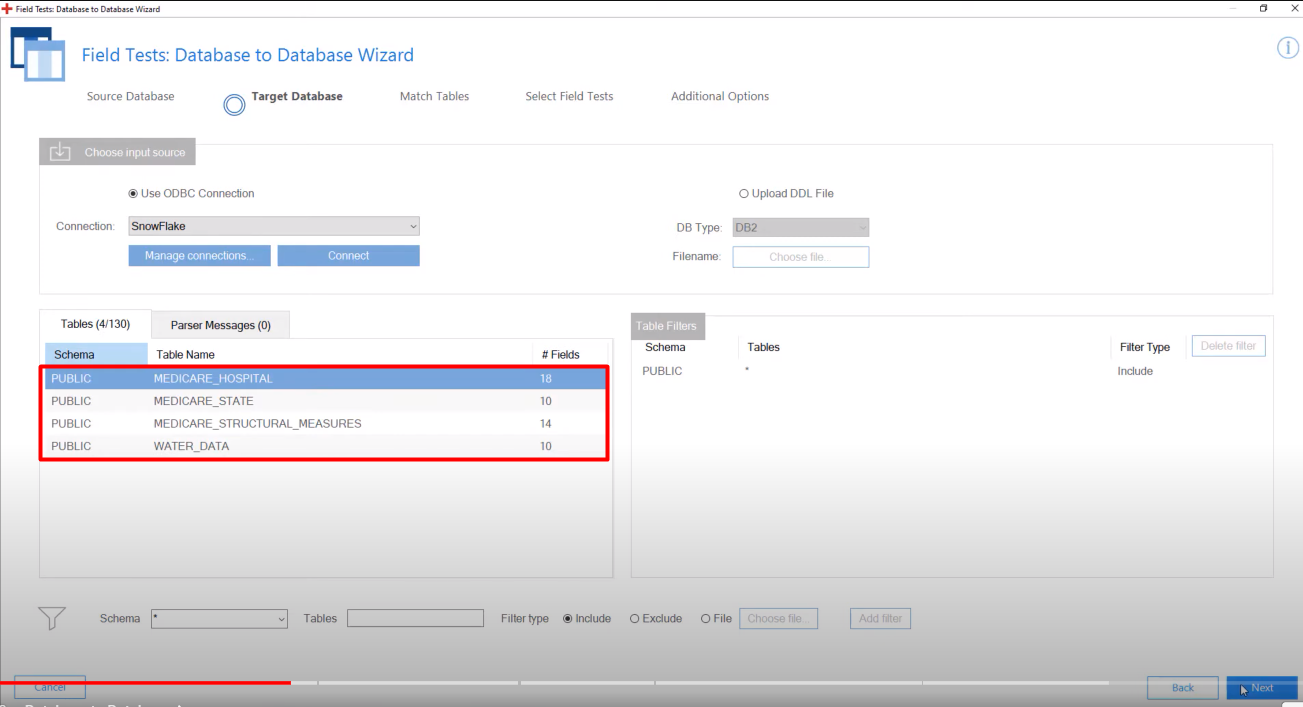 Field Tests: Database to Database Wizard
Field Tests: Database to Database Wizard
Source Database Target Database Match Tables Select Field Tests Additional Options
Choose input source
Use ODBC Connection Upload DDL File
Connection: SnowFlake DB Type: DB2
Manage connections... Connect Filename: Choose file...
Tables (4/130) Parser Messages (0) Table Filters
Schema Table Name # Fields Schema Tables Filter Type Delete filter
PUBLIC MEDICARE_HOSPITAL 18 PUBLIC * Include
PUBLIC MEDICARE_STATE 10
PUBLIC MEDICARE_STRUCTURAL_MEASURES 14
PUBLIC WATER_DATA 10
Schema * Tables Filter type Include Exclude File Choose file... Add filter
Cancel Back Next